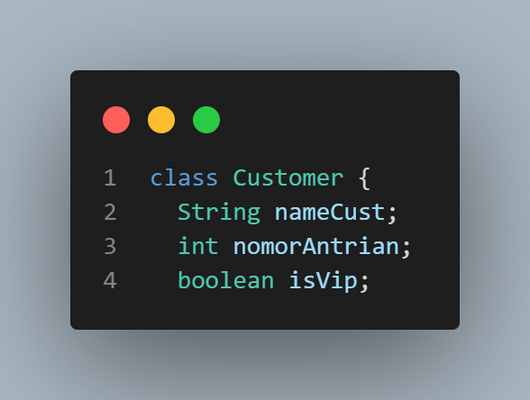 1 class Customer {
2 String nameCust;
3 int nomorAntrian;
4 boolean isVip;